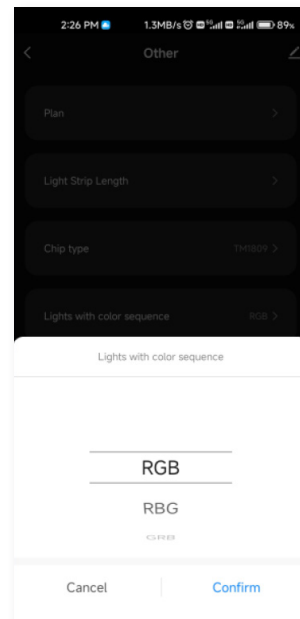 2:26 PM 1.3MB/s 89%
Other
Plan
Light Strip Length
Chip type TM1809
Lights with color sequence RGB
Lights with color sequence
RGB
RBG
GRB
Cancel Confirm